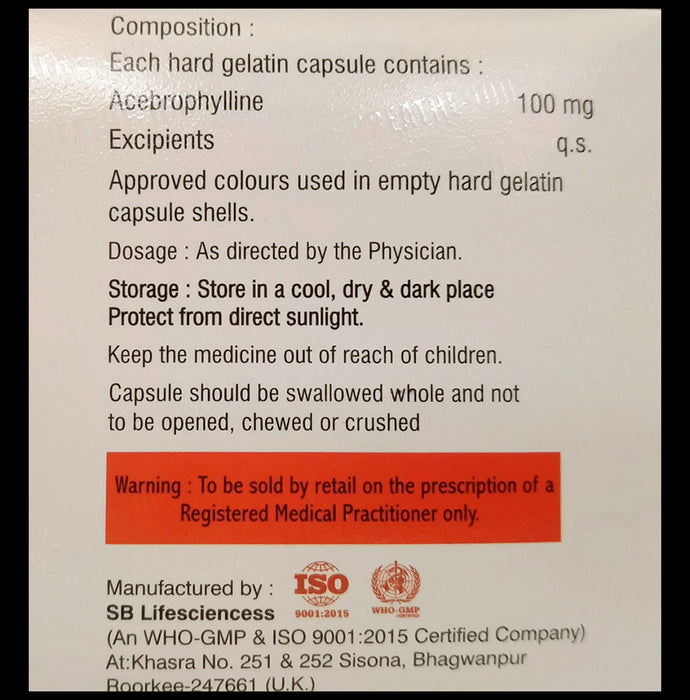 Composition :
Each hard gelatin capsule contains :
Acebrophylline 100 mg
Excipients q.s.
Approved colours used in empty hard gelatin
capsule shells.
Dosage : As directed by the Physician.
Storage : Store in a cool, dry & dark place
Protect from direct sunlight.
Keep the medicine out of reach of children.
Capsule should be swallowed whole and not
to be opened, chewed or crushed
Warning : To be sold by retail on the prescription of a
Registered Medical Practitioner only.
Manufactured by :
ISO
9001:2015
WHO-GMP
CERTIFIED
SB Lifesciencess
(An WHO-GMP & ISO 9001:2015 Certified Company)
At:Khasra No. 251 & 252 Sisona, Bhagwanpur
Roorkee-247661 (U.K.)